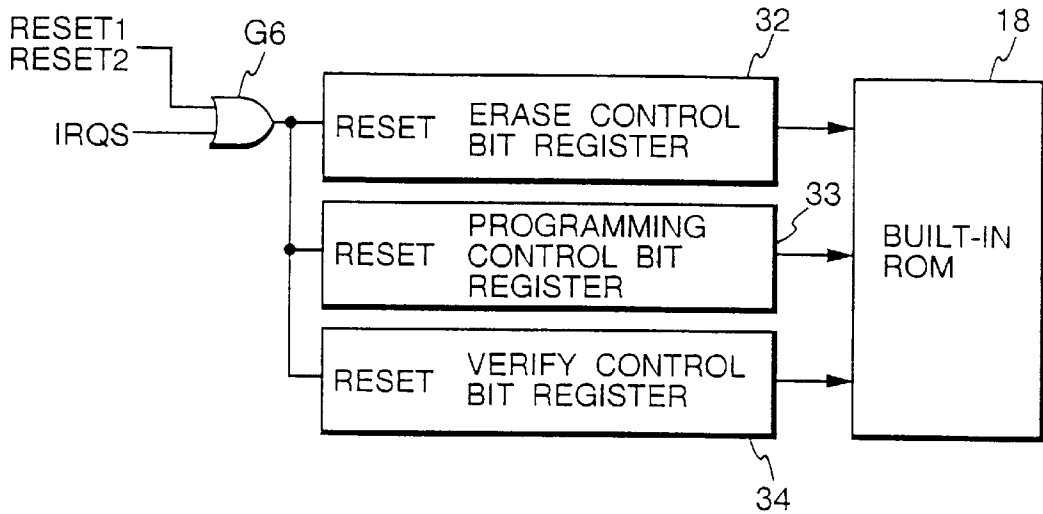 RESET1
RESET2
G6
IRQS
32
RESET
ERASE CONTROL
BIT REGISTER
18
33
RESET
PROGRAMMING
CONTROL BIT
REGISTER
BUILT-IN
ROM
RESET
VERIFY CONTROL
BIT REGISTER
34